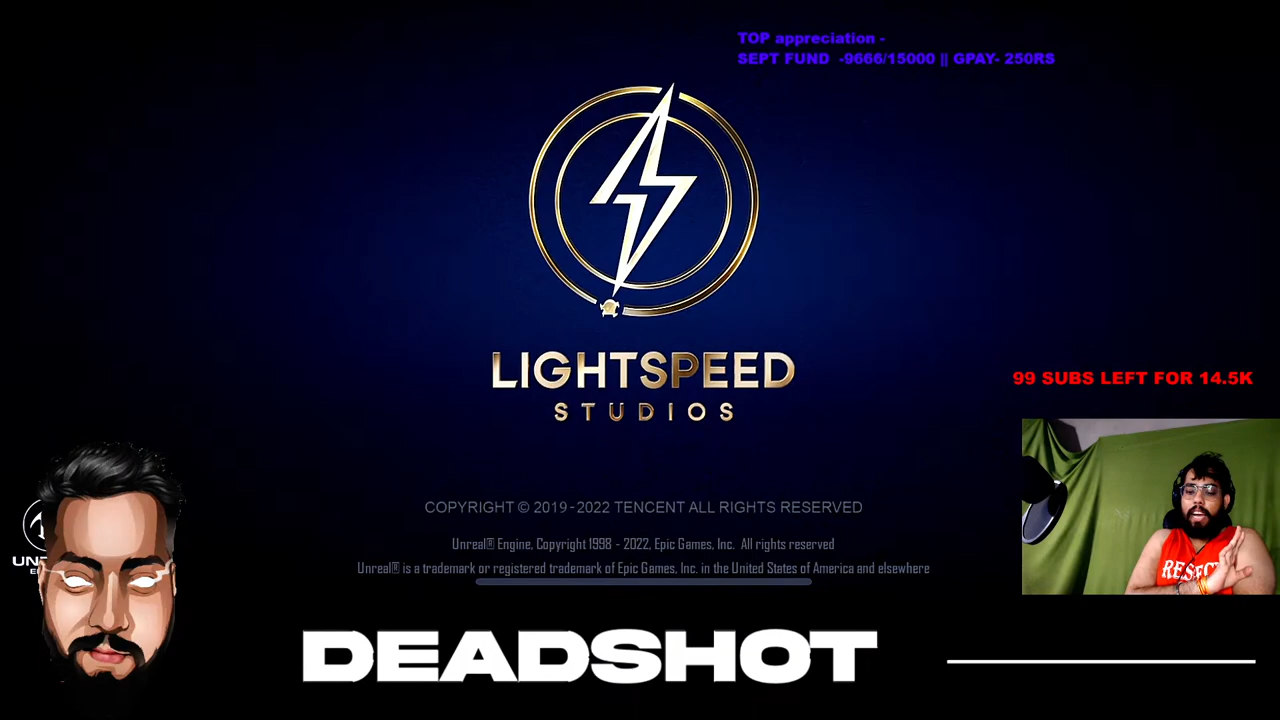 TOP appreciation -
SEPT FUND -9666/15000 || GPAY- 250RS
LIGHTSPEED
STUDIOS
99 SUBS LEFT FOR 14.5K
COPYRIGHT © 2019-2022 TENCENT ALL RIGHTS RESERVED
Unreal® Engine, Copyright 1998 - 2022, Epic Games, Inc. All rights reserved
Unreal® is a trademark or registered trademark of Epic Games, Inc. in the United States of America and elsewhere
DEADSHOT